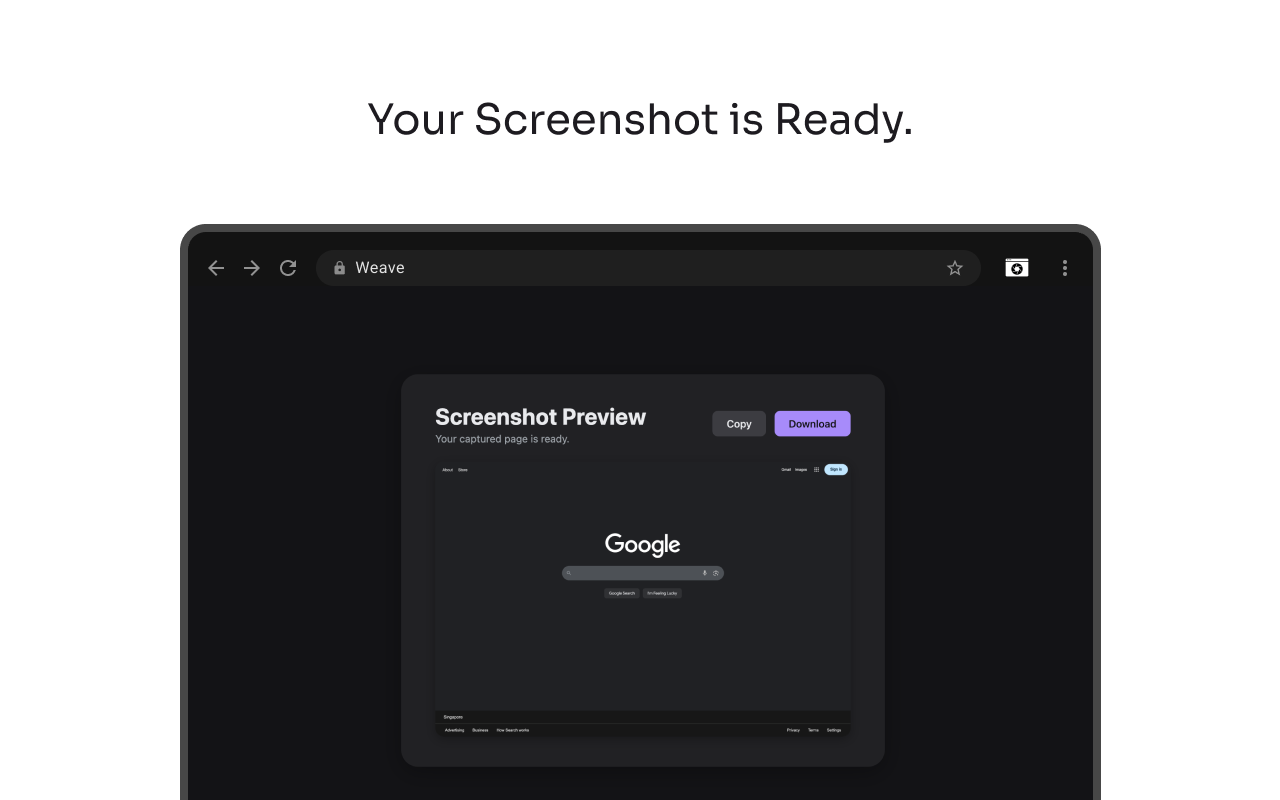 Your Screenshot is Ready.
Weave
Screenshot Preview
Your captured page is ready.
Copy
Download
About Store
Gmail Images
Sign in
Google
Google Search
I'm Feeling Lucky
Singapore
Advertising Business How Search works
Privacy Terms Settings